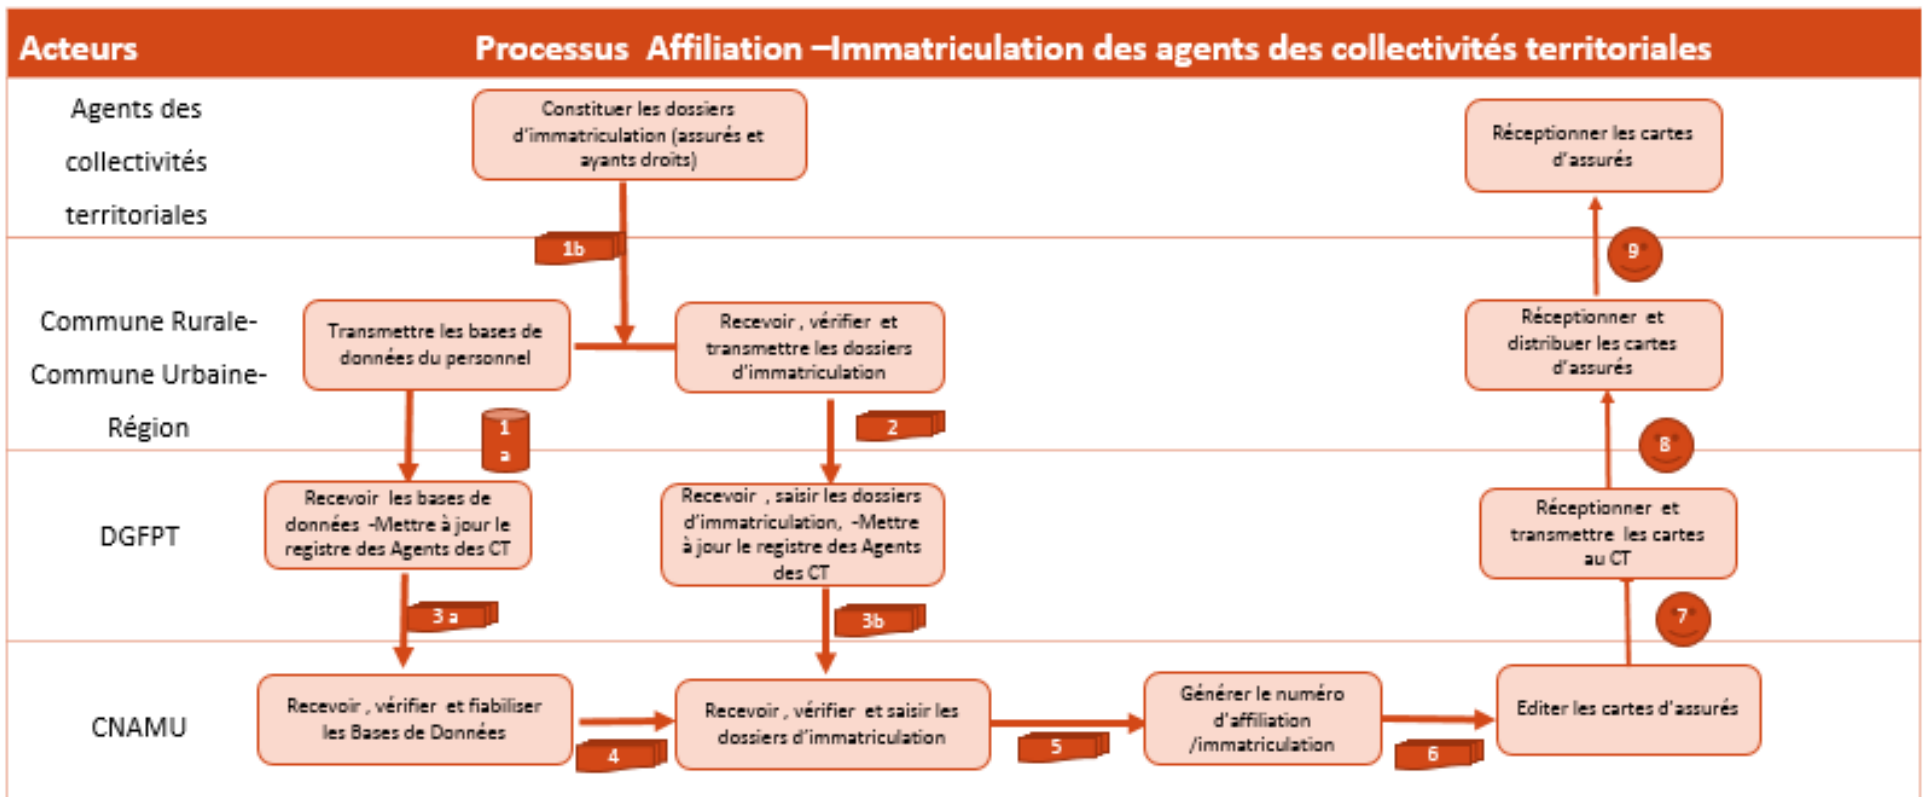 Acteurs
Processus Affiliation –Immatriculation des agents des collectivités territoriales
Agents des
collectivités
territoriales
Constituer les dossiers
d'immatriculation (assurés et
ayants droits)
Réceptionner les cartes
d'assurés
1b
9
Commune Rurale-
Commune Urbaine-
Région
Transmettre les bases de
données du personnel
Recevoir , vérifier et
transmettre les dossiers
d'immatriculation
Réceptionner et
distribuer les cartes
d'assurés
1
a
2
8
DGFPT
Recevoir les bases de
données -Mettre à jour le
registre des Agents des CT
Recevoir , saisir les dossiers
d'immatriculation, -Mettre
à jour le registre des Agents
des CT
Réceptionner et
transmettre les cartes
au CT
3 a
3b
7
CNAMU
Recevoir , vérifier et fiabiliser
les Bases de Données
Recevoir , vérifier et saisir les
dossiers d'immatriculation
Générer le numéro
d'affiliation
/immatriculation
Editer les cartes d'assurés
4
5
6